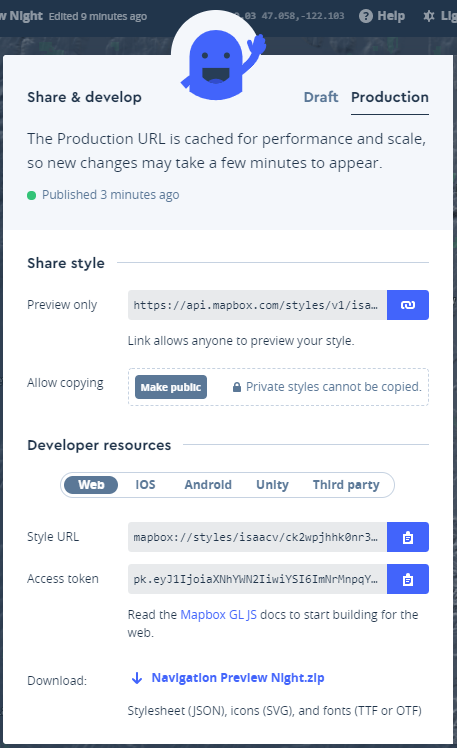 Night Edited 9 minutes ago 47.058,-122.103 Help
Share & develop Draft Production
The Production URL is cached for performance and scale,
so new changes may take a few minutes to appear.
Published 3 minutes ago
Share style
Preview only https://api.mapbox.com/styles/v1/isa…
Link allows anyone to preview your style.
Allow copying Make public Private styles cannot be copied.
Developer resources
Web IOS Android Unity Third party
Style URL mapbox://styles/isaacv/ck2wpjhhk0nr3…
Access token pk.eyJ1IjoiaXNhYWN2IiwiYSI6ImNrMnpqY…
Read the Mapbox GL JS docs to start building for the
web.
Download: Navigation Preview Night.zip
Stylesheet (JSON), icons (SVG), and fonts (TTF or OTF)